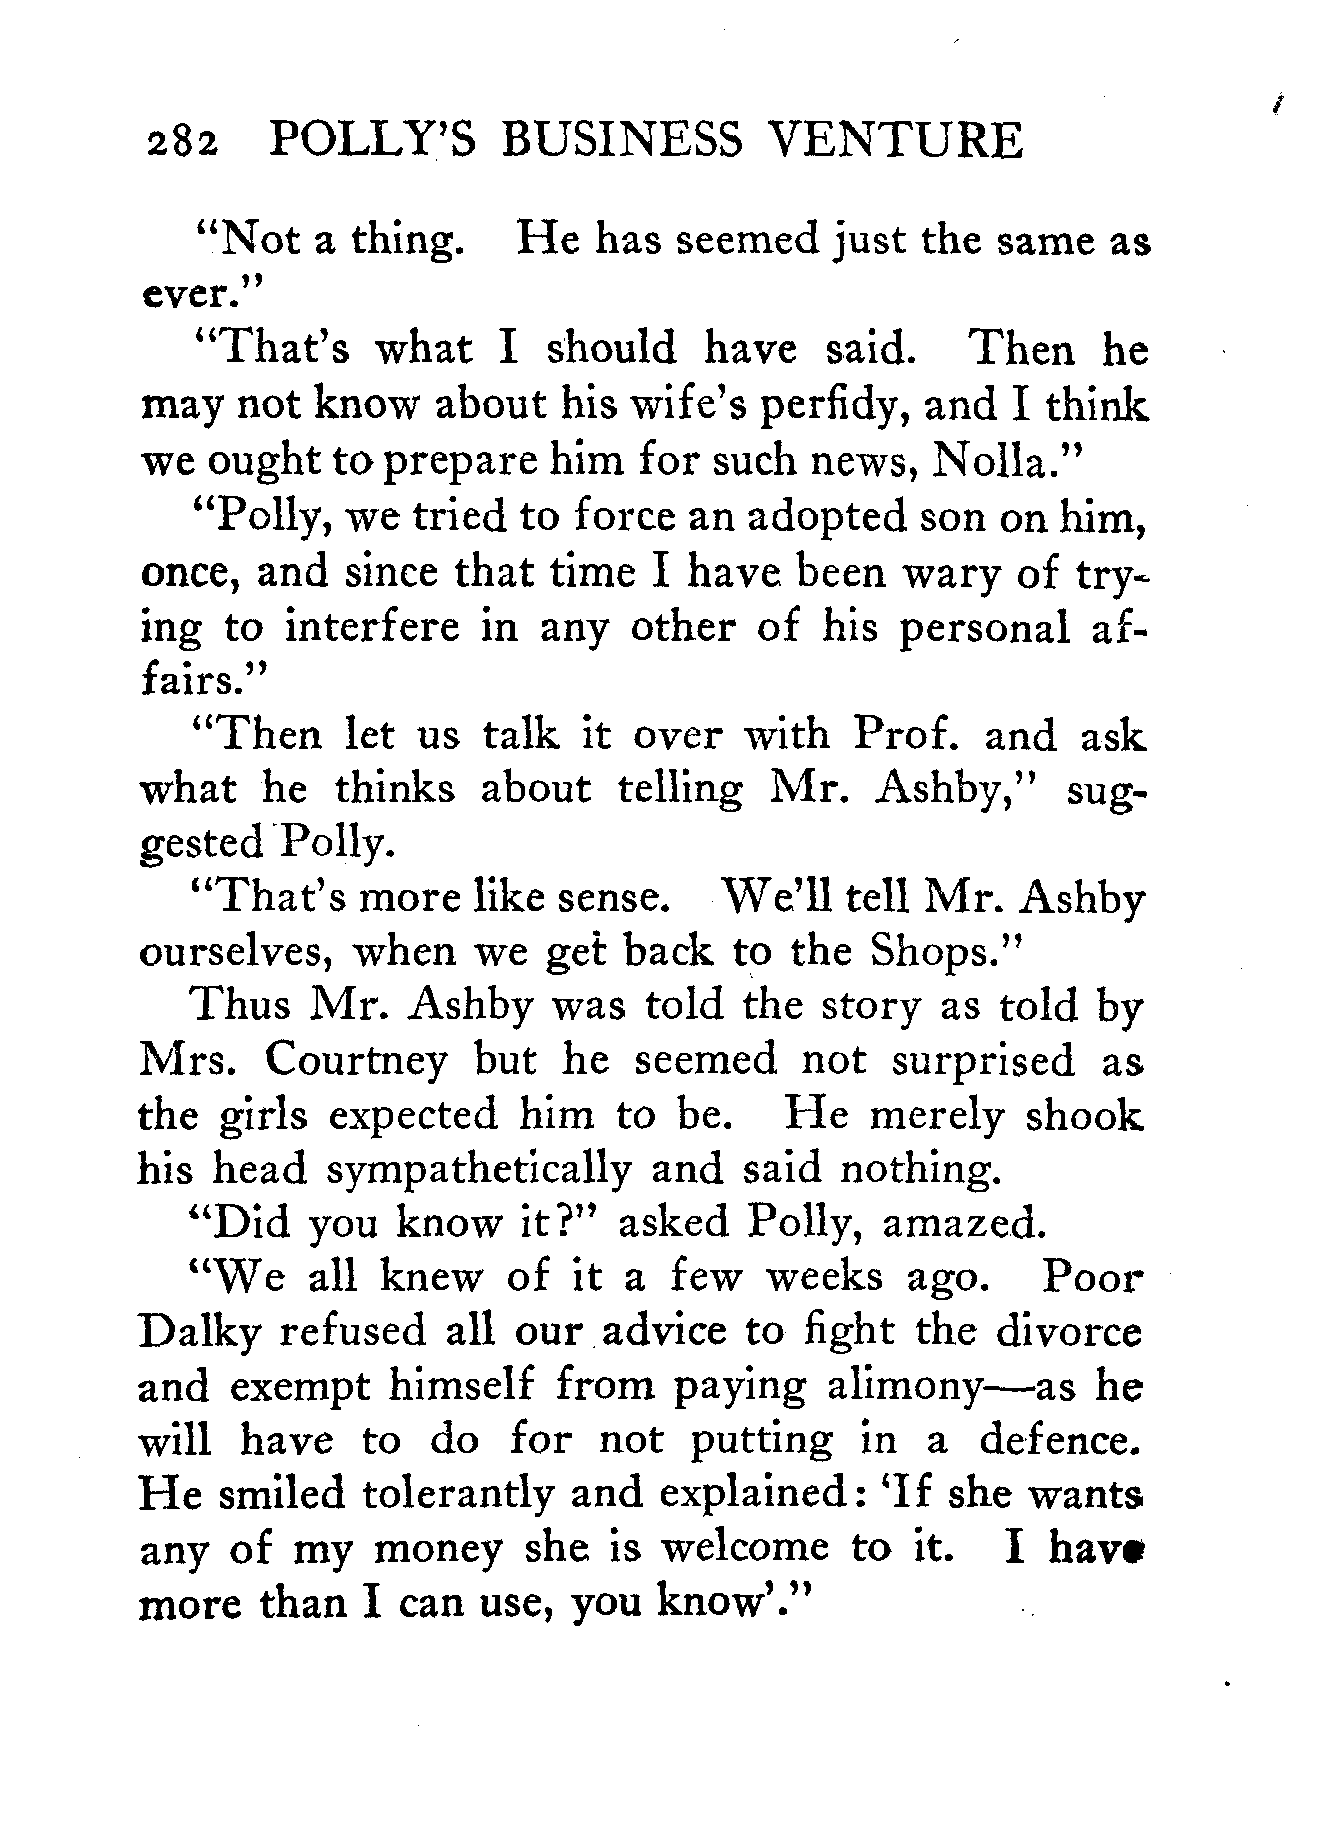 282 POLLY'S BUSINESS VENTURE
“Not a thing. He has seemed just the same as
ever.”
“That's what I should have said. Then he
may not know about his wife's perfidy, and I think
we ought to prepare him for such news, Nolla.”
“Polly, we tried to force an adopted son on him,
once, and since that time I have been wary of try-
ing to interfere in any other of his personal af-
fairs.”
“Then let us talk it over with Prof. and ask
what he thinks about telling Mr. Ashby,” sug-
gested Polly.
“That's more like sense. We'll tell Mr. Ashby
ourselves, when we get back to the Shops.”
Thus Mr. Ashby was told the story as told by
Mrs. Courtney but he seemed not surprised as
the girls expected him to be. He merely shook
his head sympathetically and said nothing.
“Did you know it?” asked Polly, amazed.
“We all knew of it a few weeks ago. Poor
Dalky refused all our advice to fight the divorce
and exempt himself from paying alimony—as he
will have to do for not putting in a defence.
He smiled tolerantly and explained: ‘If she wants
any of my money she is welcome to it. I have
more than I can use, you know’.”